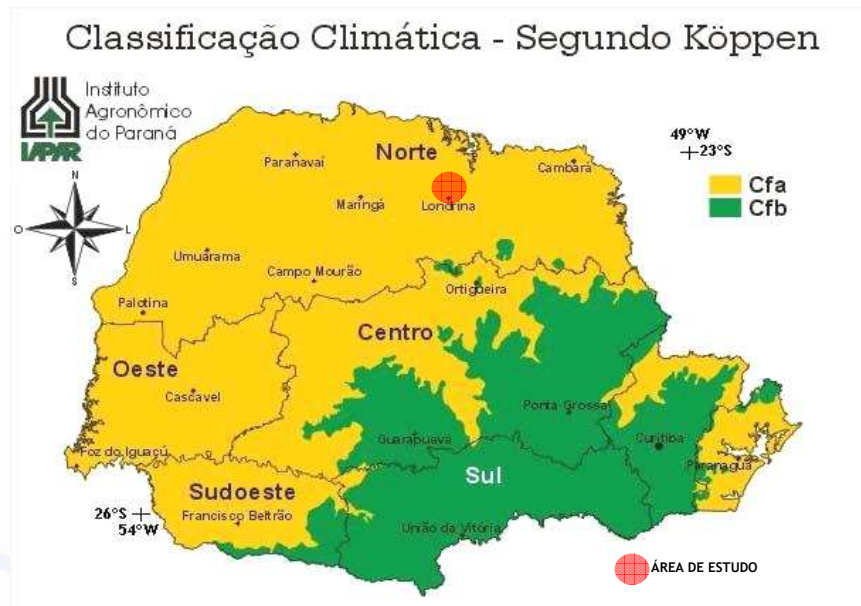 Classificação Climática - Segundo Köppen
Instituto
Agronômico
do Paraná
IAPAR
N
O
L
S
49°W
23°S
Cfa
Cfb
Norte
Paranavaí
Cambará
Maringá
Londrina
Umuarama
Campo Mourão
Ortigueira
Palotina
Centro
Oeste
Cascavel
Ponta Grossa
Guarapuava
Curitiba
Foz do Iguaçú
Paranaguá
Sul
Sudoeste
Francisco Beltrão
26°S
54°W
União da Vitória
ÁREA DE ESTUDO